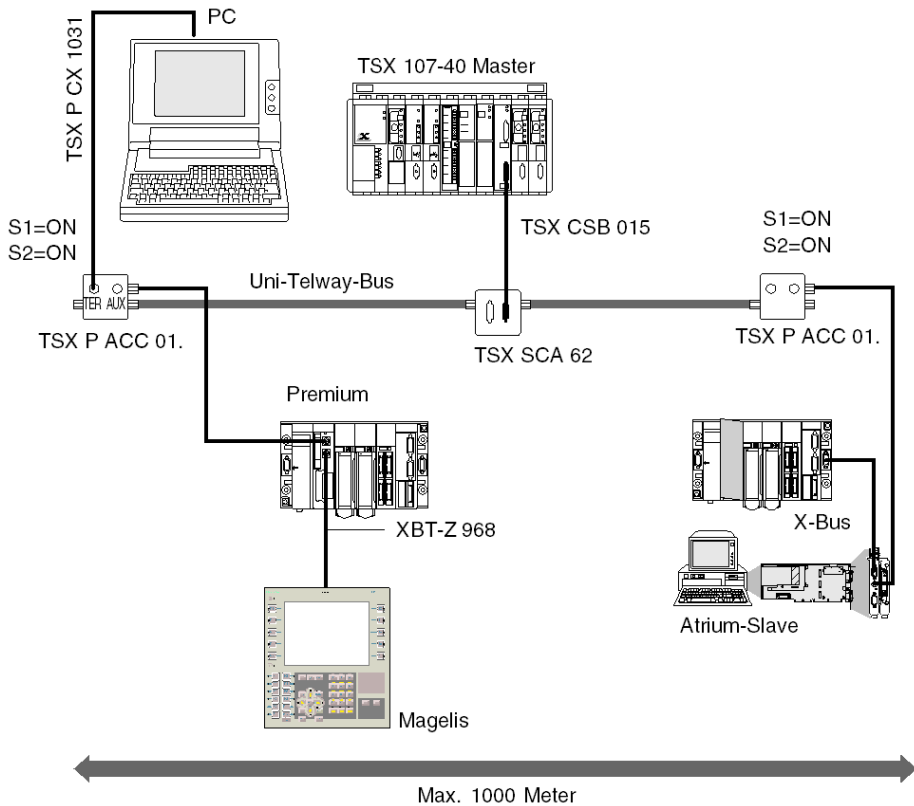 PC
TSX P CX 1031
TSX 107-40 Master
S1=ON
S2=ON
TSX CSB 015
S1=ON
S2=ON
Uni-Telway-Bus
TER AUX
TSX P ACC 01.
TSX SCA 62
TSX P ACC 01.
Premium
XBT-Z 968
X-Bus
Atrium-Slave
Magelis
Max. 1000 Meter